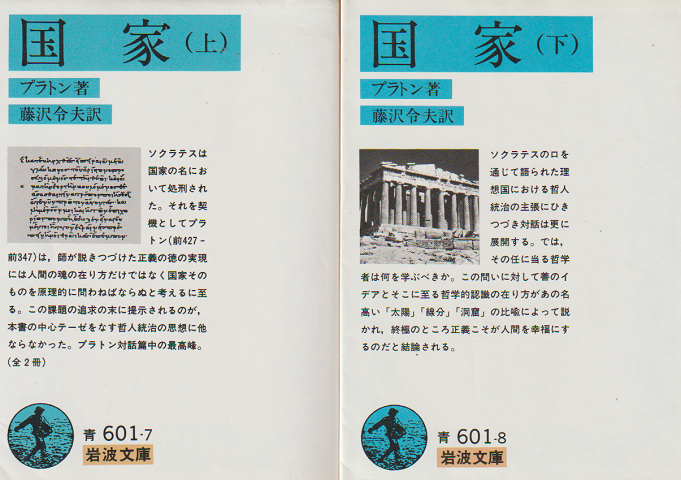 国家(上)
プラトン著
藤沢令夫訳
ソクラテスは
国家の名にお
いて処刑され
た。それを契
機としてプラ
トン(前427-
前347)は，師が説きつづけた正義の徳の実現
には人間の魂の在り方だけではなく国家その
ものを原理的に問わねばならぬと考えるに至
る。この課題の追求の末に提示されるのが，
本書の中心テーゼをなす哲人統治の思想に他
ならなかった。プラトン対話篇中の最高峰。
(全2冊)
青 601-7
岩波文庫
国家(下)
プラトン著
藤沢令夫訳
ソクラテスの口を
通じて語られた理
想国における哲人
統治の主張にひき
つづき対話は更に
展開する。では，
その任に当る哲学
者は何を学ぶべきか。この問いに対して善のイ
デアとそこに至る哲学的認識の在り方があの名
高い「太陽」「線分」「洞窟」の比喩によって説
かれ，終極のところ正義こそが人間を幸福にす
るのだと結論される。
青 601-8
岩波文庫